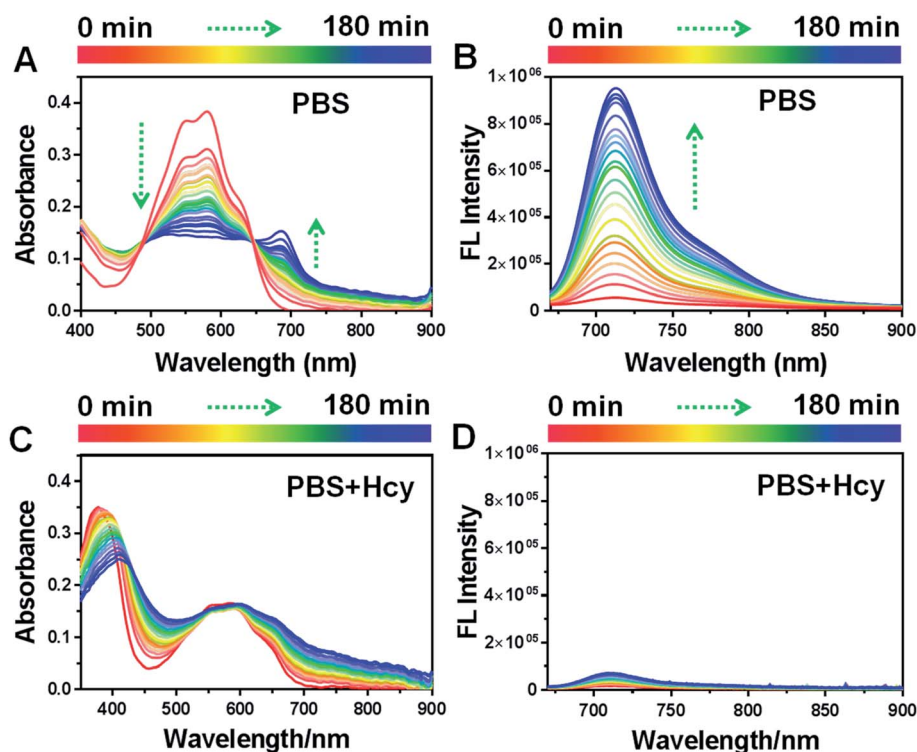 0 min 180 min
A
PBS
Absorbance
0.4
0.3
0.2
0.1
0.0
400 500 600 700 800 900
Wavelength (nm)
0 min 180 min
B
PBS
FL Intensity
1×10⁰⁶
8×10⁰⁵
6×10⁰⁵
4×10⁰⁵
2×10⁰⁵
0
700 750 800 850 900
Wavelength (nm)
0 min 180 min
C
PBS+Hcy
Absorbance
0.4
0.3
0.2
0.1
0.0
400 500 600 700 800 900
Wavelength/nm
0 min 180 min
D
PBS+Hcy
FL Intensity
1×10⁰⁶
8×10⁰⁵
6×10⁰⁵
4×10⁰⁵
2×10⁰⁵
0
700 750 800 850 900
Wavelength/nm